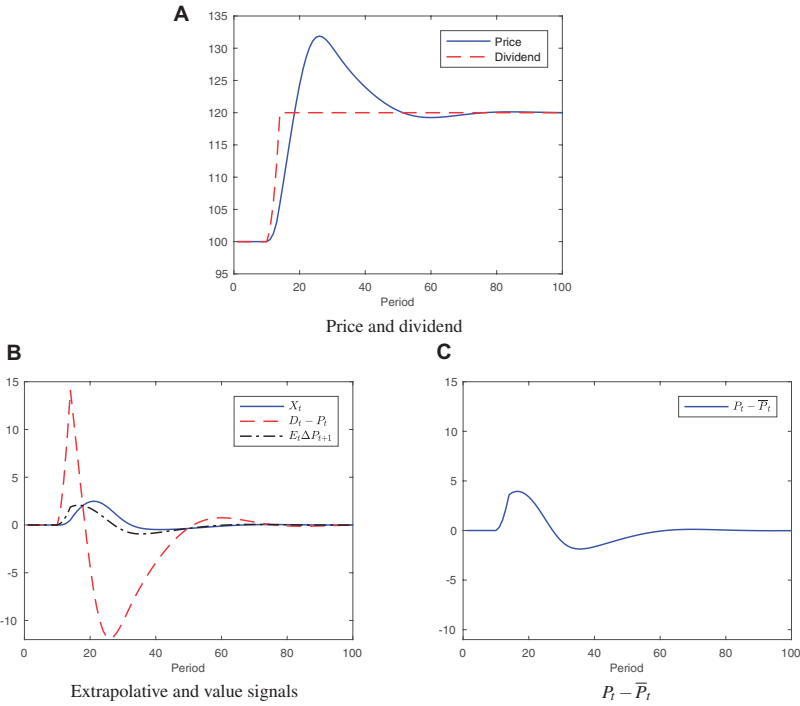 A
135
130
125
120
115
110
105
100
95
Price
Dividend
0 20 40 60 80 100
Period
Price and dividend
B
15
10
5
0
-5
-10
X_t
D_t − P_t
E_tΔP_{t+1}
0 20 40 60 80 100
Period
Extrapolative and value signals
C
15
10
5
0
-5
-10
P_t − P̅_t
0 20 40 60 80 100
Period
P_t − P̅_t